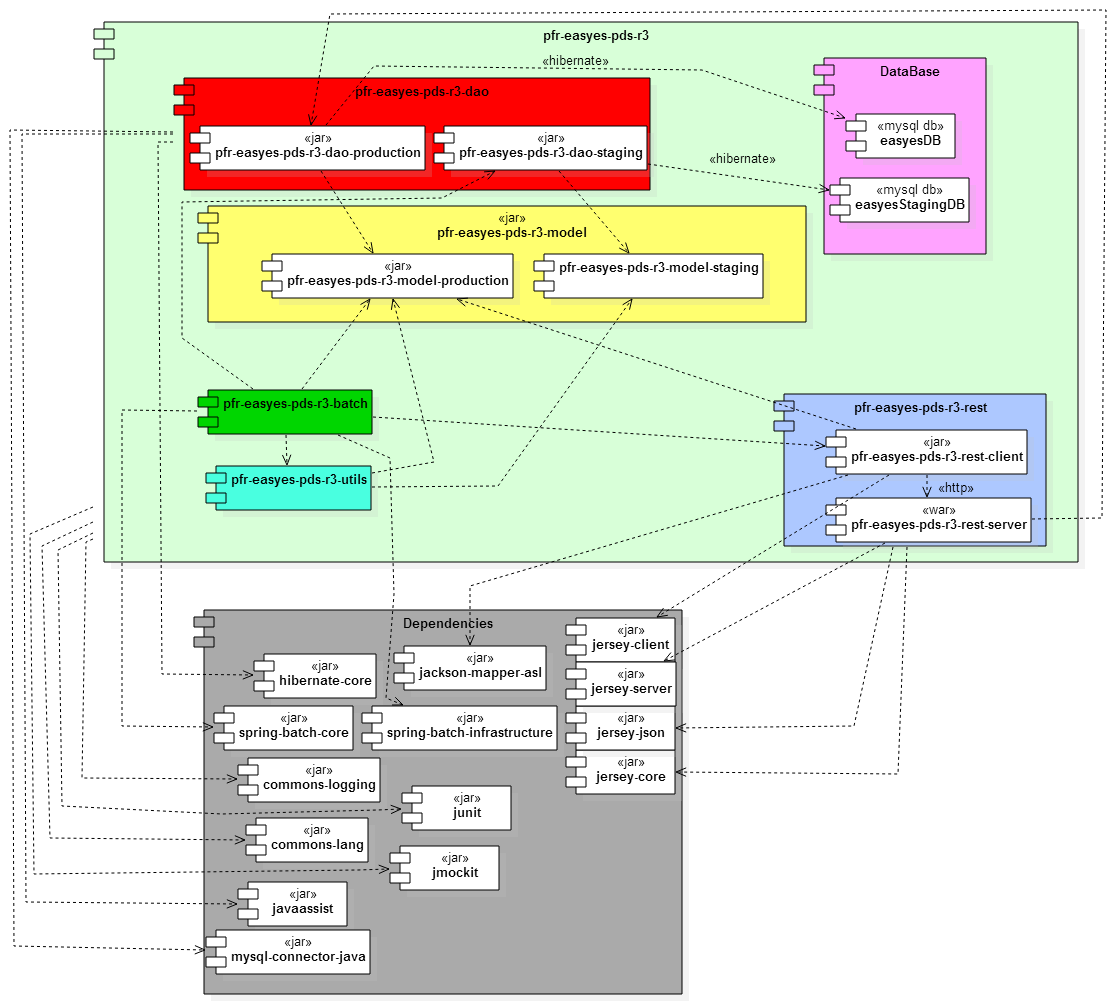 pfr-easyes-pds-r3
«hibernate»
DataBase
pfr-easyes-pds-r3-dao
«jar»
pfr-easyes-pds-r3-dao-production
«jar»
pfr-easyes-pds-r3-dao-staging
«mysql db»
easyesDB
«hibernate»
«mysql db»
easyesStagingDB
«jar»
pfr-easyes-pds-r3-model
«jar»
pfr-easyes-pds-r3-model-production
pfr-easyes-pds-r3-model-staging
pfr-easyes-pds-r3-batch
pfr-easyes-pds-r3-rest
«jar»
pfr-easyes-pds-r3-rest-client
pfr-easyes-pds-r3-utils
«http»
«war»
pfr-easyes-pds-r3-rest-server
Dependencies
«jar»
jersey-client
«jar»
jackson-mapper-asl
«jar»
hibernate-core
«jar»
jersey-server
«jar»
spring-batch-core
«jar»
spring-batch-infrastructure
«jar»
jersey-json
«jar»
jersey-core
«jar»
commons-logging
«jar»
junit
«jar»
commons-lang
«jar»
jmockit
«jar»
javaassist
«jar»
mysql-connector-java